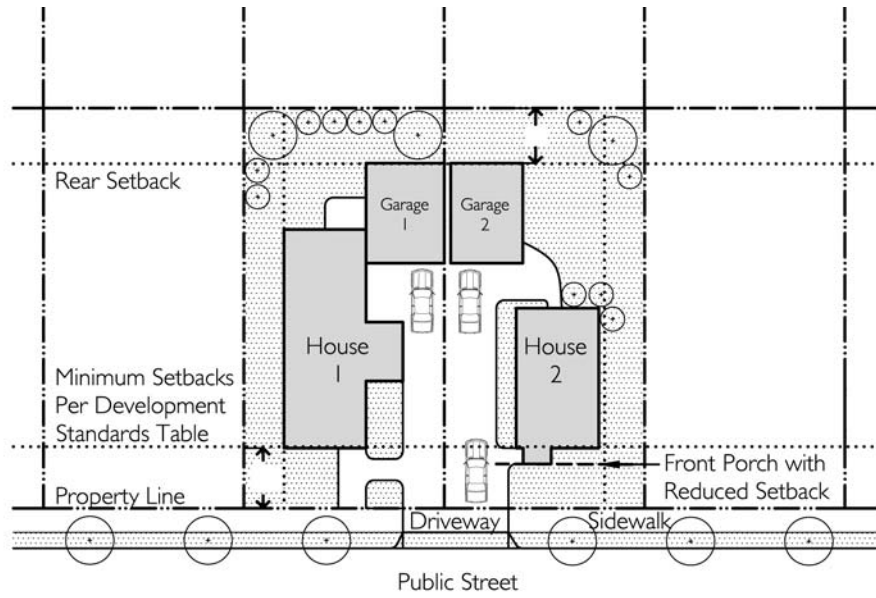 Rear Setback
Garage
1
Garage
2
House
1
House
2
Minimum Setbacks
Per Development
Standards Table
Front Porch with
Reduced Setback
Property Line
Driveway
Sidewalk
Public Street